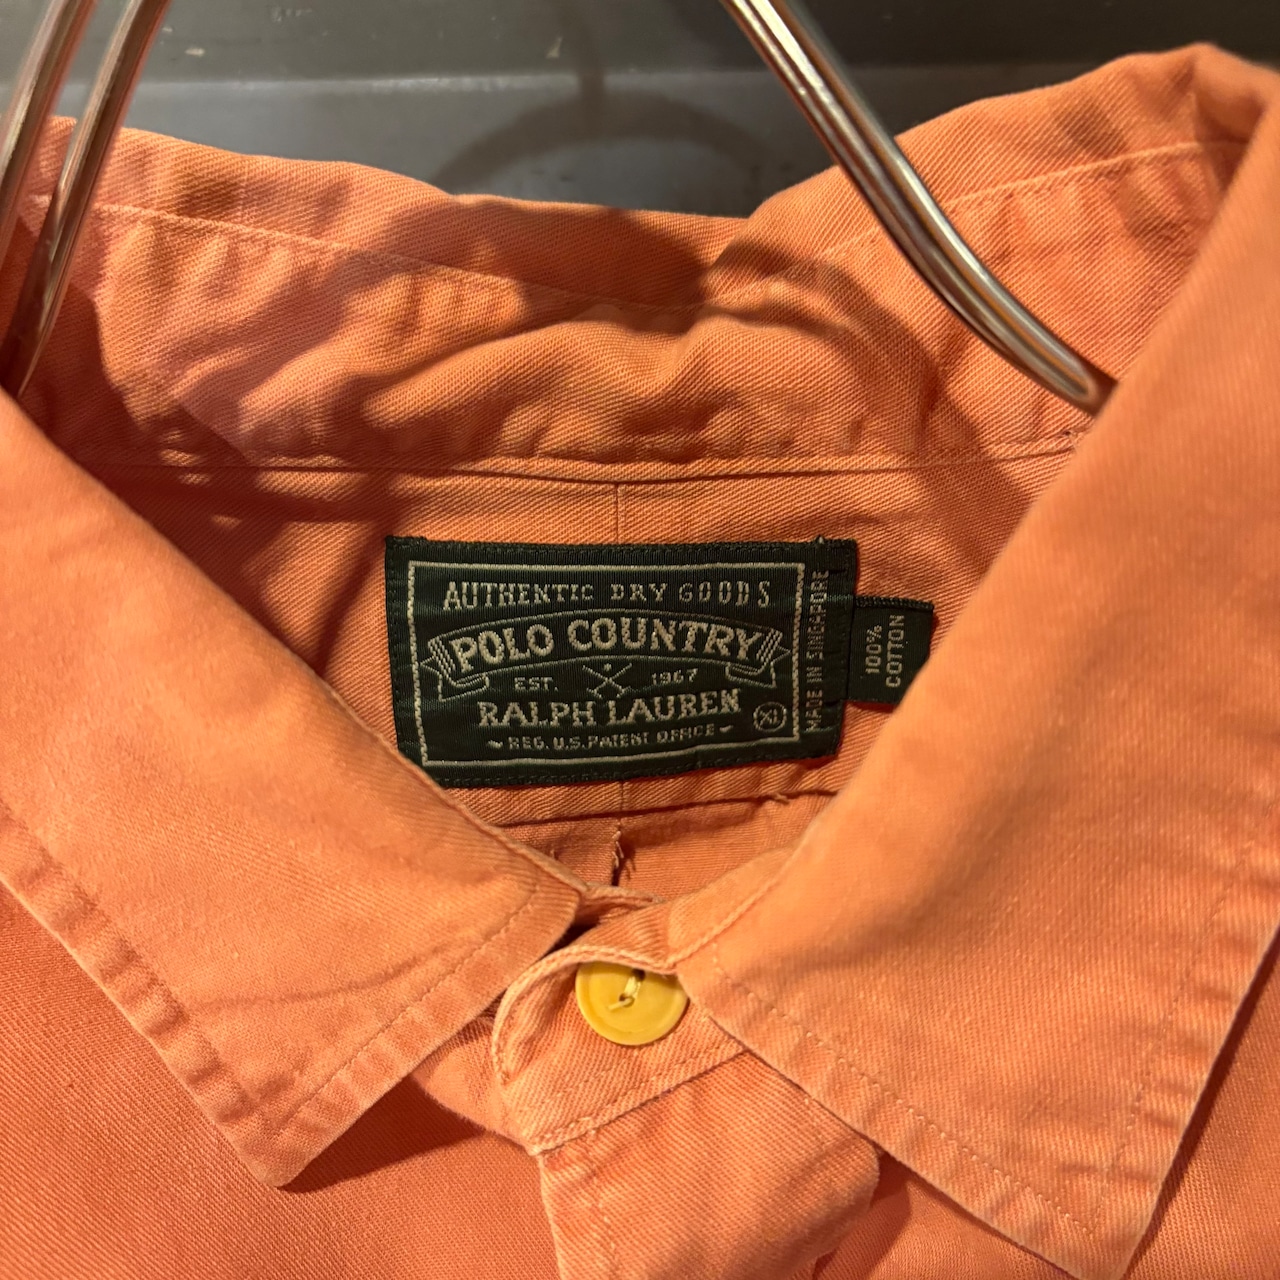 AUTHENTIC DRY GOODS
POLO COUNTRY
EST. 1967
RALPH LAUREN
REG. U.S. PATENT OFFICE
XL
MADE IN SINGAPORE
100%
COTTON